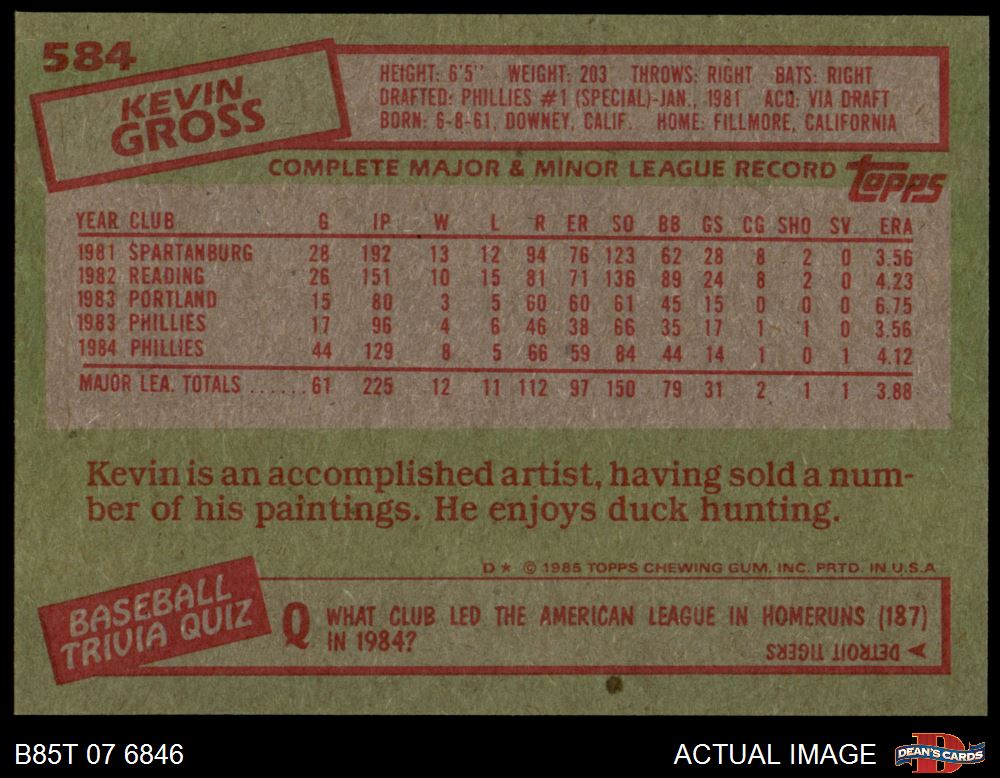 584
KEVIN
GROSS
HEIGHT: 6'5" WEIGHT: 203 THROWS: RIGHT BATS: RIGHT
DRAFTED: PHILLIES #1 (SPECIAL)-JAN., 1981 ACQ: VIA DRAFT
BORN: 6-8-61, DOWNEY, CALIF. HOME: FILLMORE, CALIFORNIA
COMPLETE MAJOR & MINOR LEAGUE RECORD
Topps
YEAR CLUB G IP W L R ER SO BB GS CG SHO SV. ERA
1981 SPARTANBURG 28 192 13 12 94 76 123 62 28 8 2 0 3.56
1982 READING 26 151 10 15 81 71 136 89 24 8 2 0 4.23
1983 PORTLAND 15 80 3 5 60 60 61 45 15 0 0 0 6.75
1983 PHILLIES 17 96 4 6 46 38 66 35 17 1 1 0 3.56
1984 PHILLIES 44 129 8 5 66 59 84 44 14 1 0 1 4.12
MAJOR LEA. TOTALS ...... 61 225 12 11 112 97 150 79 31 2 1 1 3.88
Kevin is an accomplished artist, having sold a num-
ber of his paintings. He enjoys duck hunting.
D * © 1985 TOPPS CHEWING GUM, INC. PRTD. IN U.S.A.
BASEBALL
TRIVIA QUIZ
Q WHAT CLUB LED THE AMERICAN LEAGUE IN HOMERUNS (187)
IN 1984?
DETROIT TIGERS
B85T 07 6846
ACTUAL IMAGE
DEAN'S CARDS